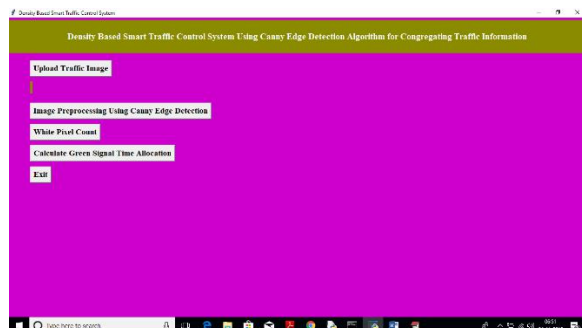 Density Based Smart Traffic Control System
Density Based Smart Traffic Control System Using Canny Edge Detection Algorithm for Congregating Traffic Information
Upload Traffic Image
Image Preprocessing Using Canny Edge Detection
White Pixel Count
Calculate Green Signal Time Allocation
Exit
Type here to search
06:51